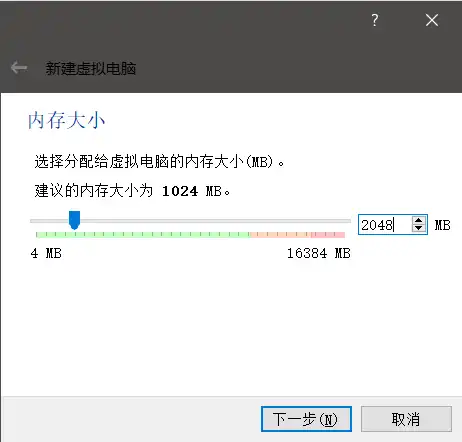 ?
新建虚拟电脑
内存大小
选择分配给虚拟电脑的内存大小(MB)。
建议的内存大小为 1024 MB。
2048 MB
4 MB 16384 MB
下一步(N) 取消